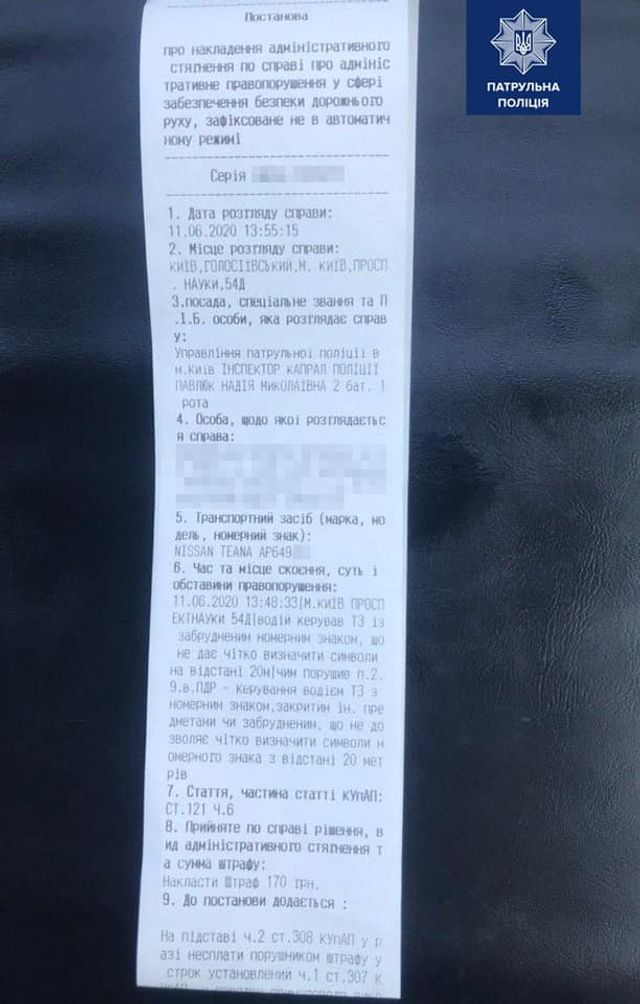 ПАТРУЛЬНА
ПОЛІЦІЯ
Постанова
про накладення адміністративного
стягнення по справі про адмініс
тративне правопорушення у сфері
забезпечення безпеки дорожнього
руху, зафіксоване не в автоматич
ному режимі
Серія
1. Дата розгляду справи:
11.06.2020 13:55:15
2. Місце розгляду справи:
КИЇВ,ГОЛОСІЇВСЬКИЙ,М. КИЇВ,ПРОСП
. НАУКИ,54Д
3.посада, спеціальне звання та П
.І.Б. особи, яка розглядає справ
у:
Управління патрульної поліції в
м.Київ ІНСПЕКТОР КАПРАЛ ПОЛІЦІЇ
ПАВЛЮК НАДІЯ МИКОЛАЇВНА 2 бат. 1
рота
4. Особа, щодо якої розглядаєтьс
я справа:
5. Транспортний засіб (марка, мо
дель, номерний знак):
NISSAN TEANA AP649
6. Час та місце скоєння, суть і
обставини правопорушення:
11.06.2020 13:48:33|М.КИЇВ ПРОСП
ЕКТНАУКИ 54Д|водій керував ТЗ із
забрудненим номерним знаком, що
не дає чітко визначити символи
на відстані 20м|чим порушив п.2.
9.в.ПДР - керування водієм ТЗ з
номерним знаком,закритим ін. пре
дметами чи забрудненим, що не до
зволяє чітко визначити символи н
омерного знака з відстані 20 мет
рів
7. Стаття, частина статті КУпАП:
СТ.121 Ч.6
8. Прийняте по справі рішення, в
ид адміністративного стягнення т
а сума штрафу:
Накласти Штраф 170 грн.
9. До постанови додається :
На підставі ч.2 ст.308 КУпАП у р
азі несплати порушником штрафу у
строк установлений ч.1 ст.307 К